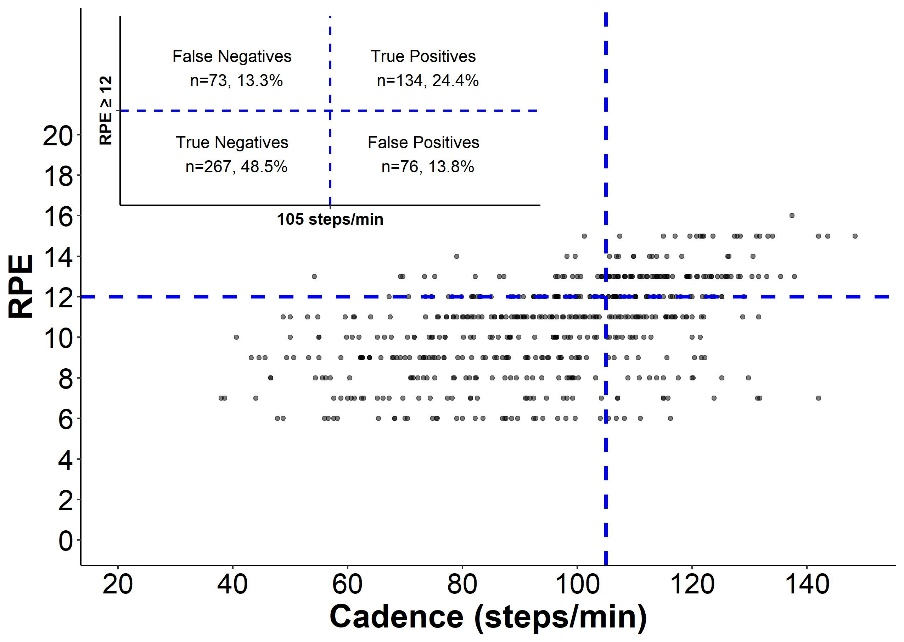 False Negatives True Positives
n=73, 13.3% n=134, 24.4%
RPE ≥ 12
True Negatives False Positives
n=267, 48.5% n=76, 13.8%
105 steps/min
20
18
16
14
12
10
8
6
4
2
0
RPE
20 40 60 80 100 120 140
Cadence (steps/min)